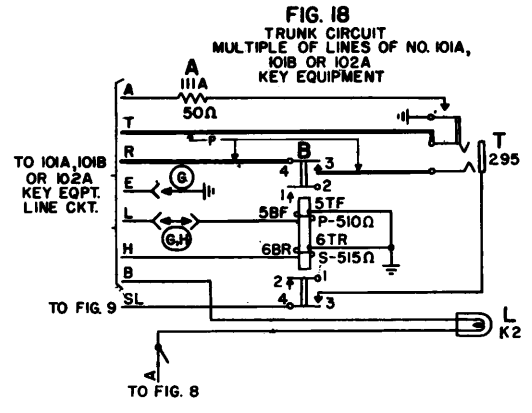 FIG. 18
TRUNK CIRCUIT
MULTIPLE OF LINES OF NO. 101A,
101B OR 102A
KEY EQUIPMENT
A
111A
50Ω
A
T
R
E
L
H
B
SL
TO 101A, 101B
OR 102A
KEY EQPT.
LINE CKT.
P
G
G,H
B
4
3
1
2
5BF
5TF
P-510Ω
6BR
6TR
S-515Ω
2
1
4
3
T
295
TO FIG. 9
L
K2
A
TO FIG. 8